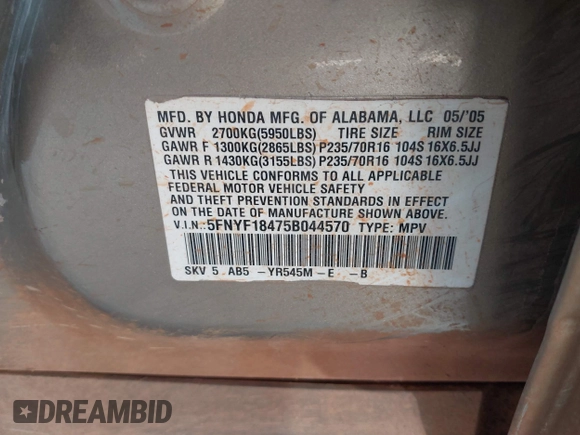 MFD. BY HONDA MFG. OF ALABAMA, LLC 05/'05
GVWR 2700KG(5950LBS) TIRE SIZE RIM SIZE
GAWR F 1300KG(2865LBS) P235/70R16 104S 16X6.5JJ
GAWR R 1430KG(3155LBS) P235/70R16 104S 16X6.5JJ
THIS VEHICLE CONFORMS TO ALL APPLICABLE
FEDERAL MOTOR VEHICLE SAFETY
AND THEFT PREVENTION STANDARDS IN EFFECT
ON THE DATE OF MANUFACTURE SHOWN ABOVE.
V.I.N.: 5FNYF18475B044570 TYPE: MPV
SKV 5 AB5 -YR545M-E -B
DREAMBID